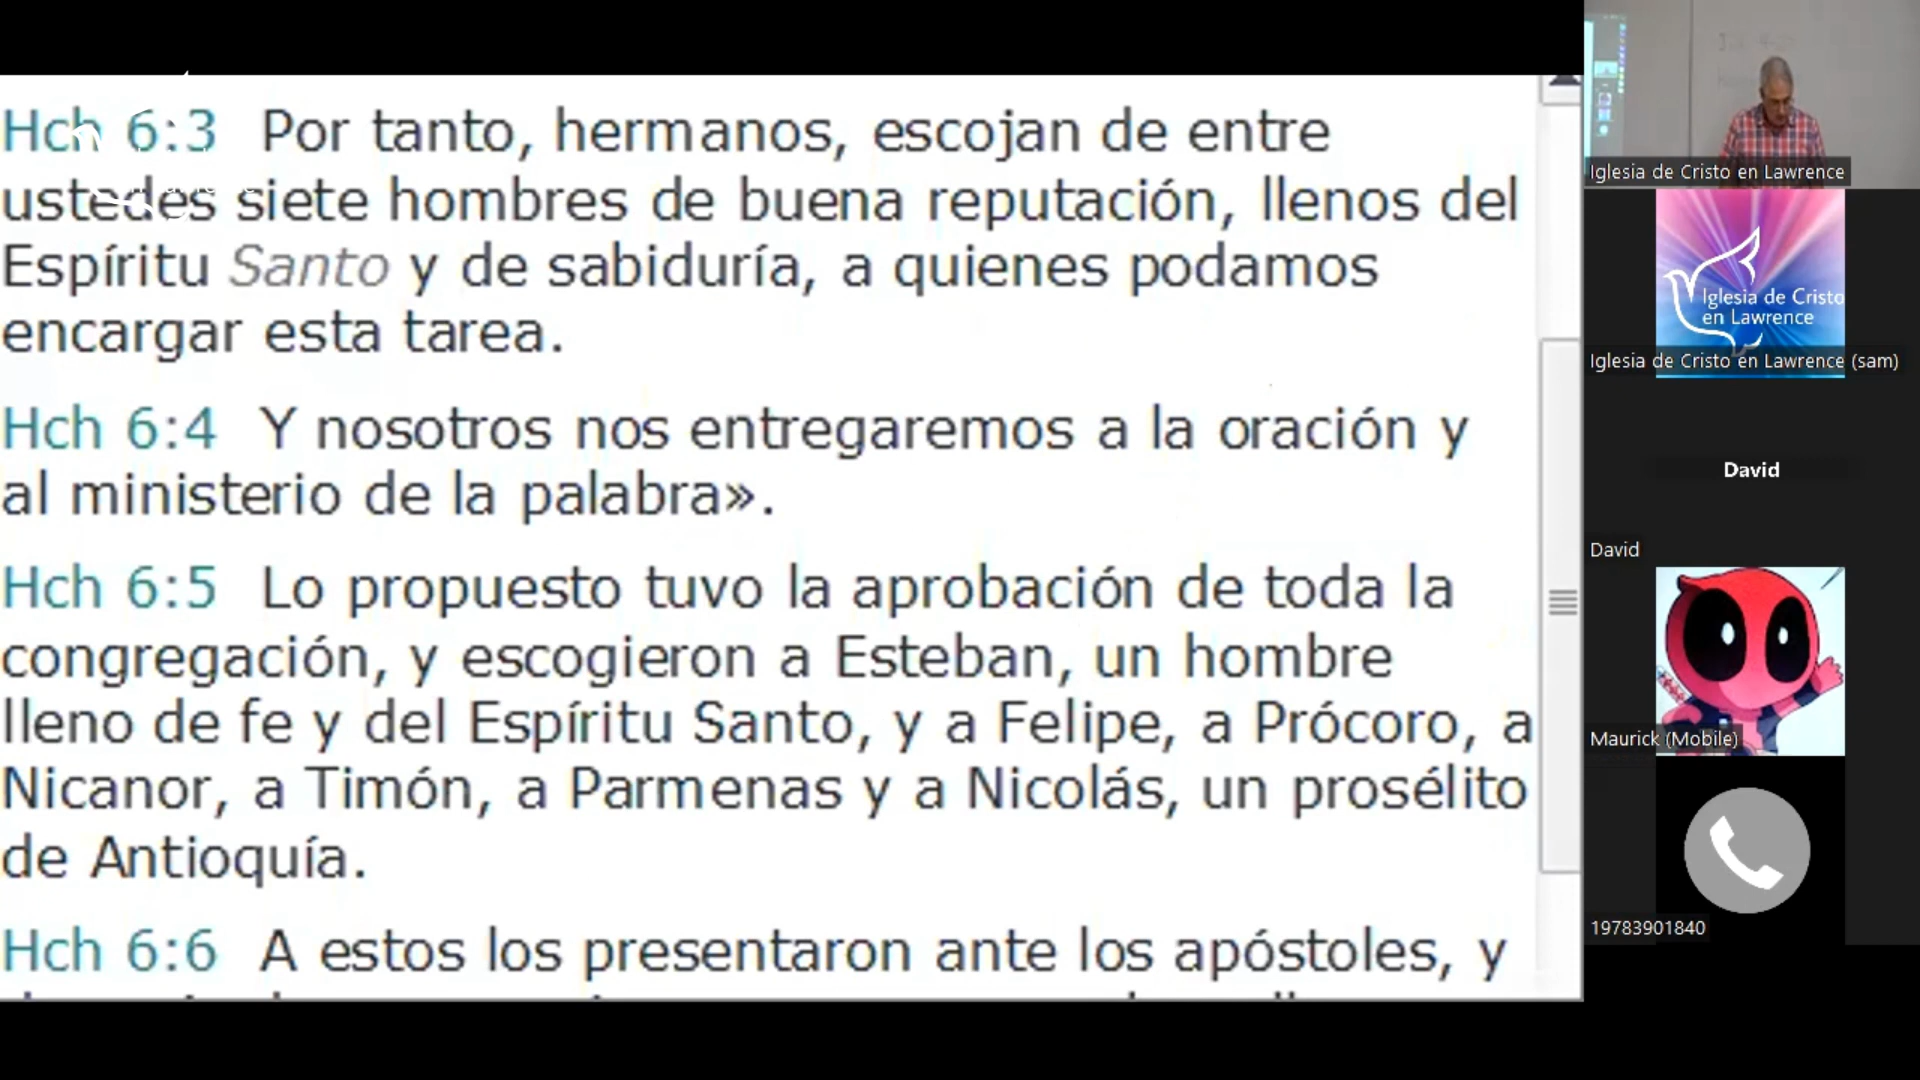 Hch 6:3 Por tanto, hermanos, escojan de entre
ustedes siete hombres de buena reputación, llenos del
Espíritu Santo y de sabiduría, a quienes podamos
encargar esta tarea.
Hch 6:4 Y nosotros nos entregaremos a la oración y
al ministerio de la palabra».
Hch 6:5 Lo propuesto tuvo la aprobación de toda la
congregación, y escogieron a Esteban, un hombre
lleno de fe y del Espíritu Santo, y a Felipe, a Prócoro, a
Nicanor, a Timón, a Parmenas y a Nicolás, un prosélito
de Antioquía.
Hch 6:6 A estos los presentaron ante los apóstoles, y
Iglesia de Cristo en Lawrence
Iglesia de Cristo
en Lawrence
Iglesia de Cristo en Lawrence (sam)
David
David
Maurick (Mobile)
19783901840